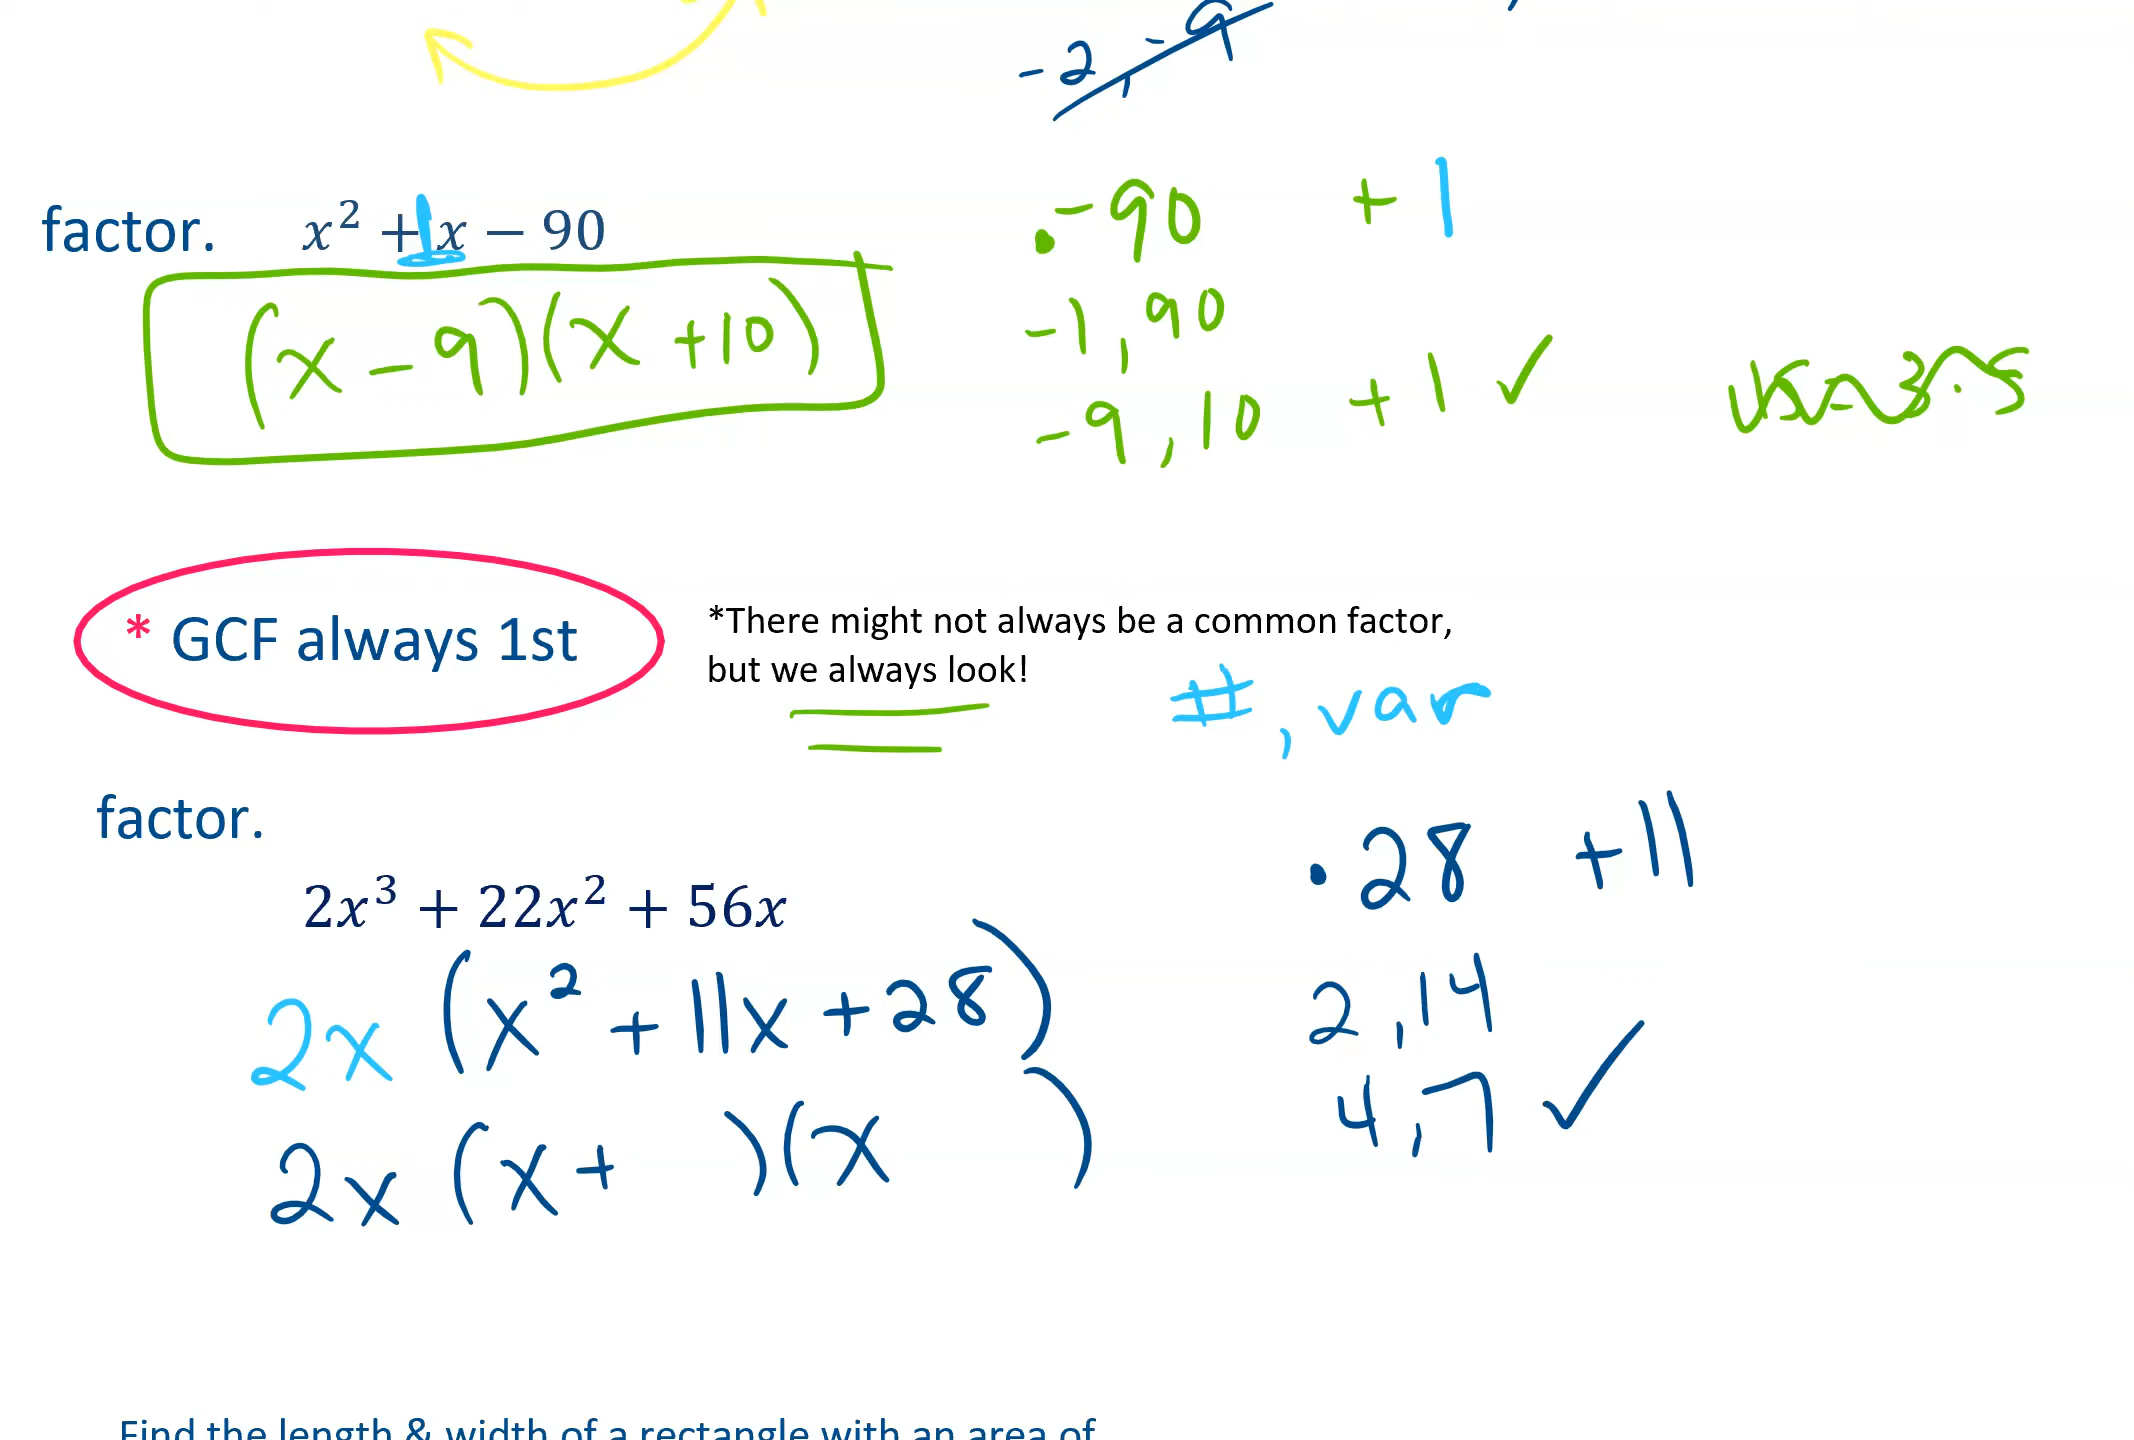 -2, -9
factor. x² + 1x − 90
(x − 9)(x + 10)
· -90 + 1
-1, 90
-9, 10 + 1 ✓
* GCF always 1st
*There might not always be a common factor,
but we always look!
#, var
factor.
2x³ + 22x² + 56x
2x (x² + 11x + 28)
2x (x + )(x )
· 28 + 11
2, 14
4, 7 ✓
Find the length & width of a rectangle with an area of